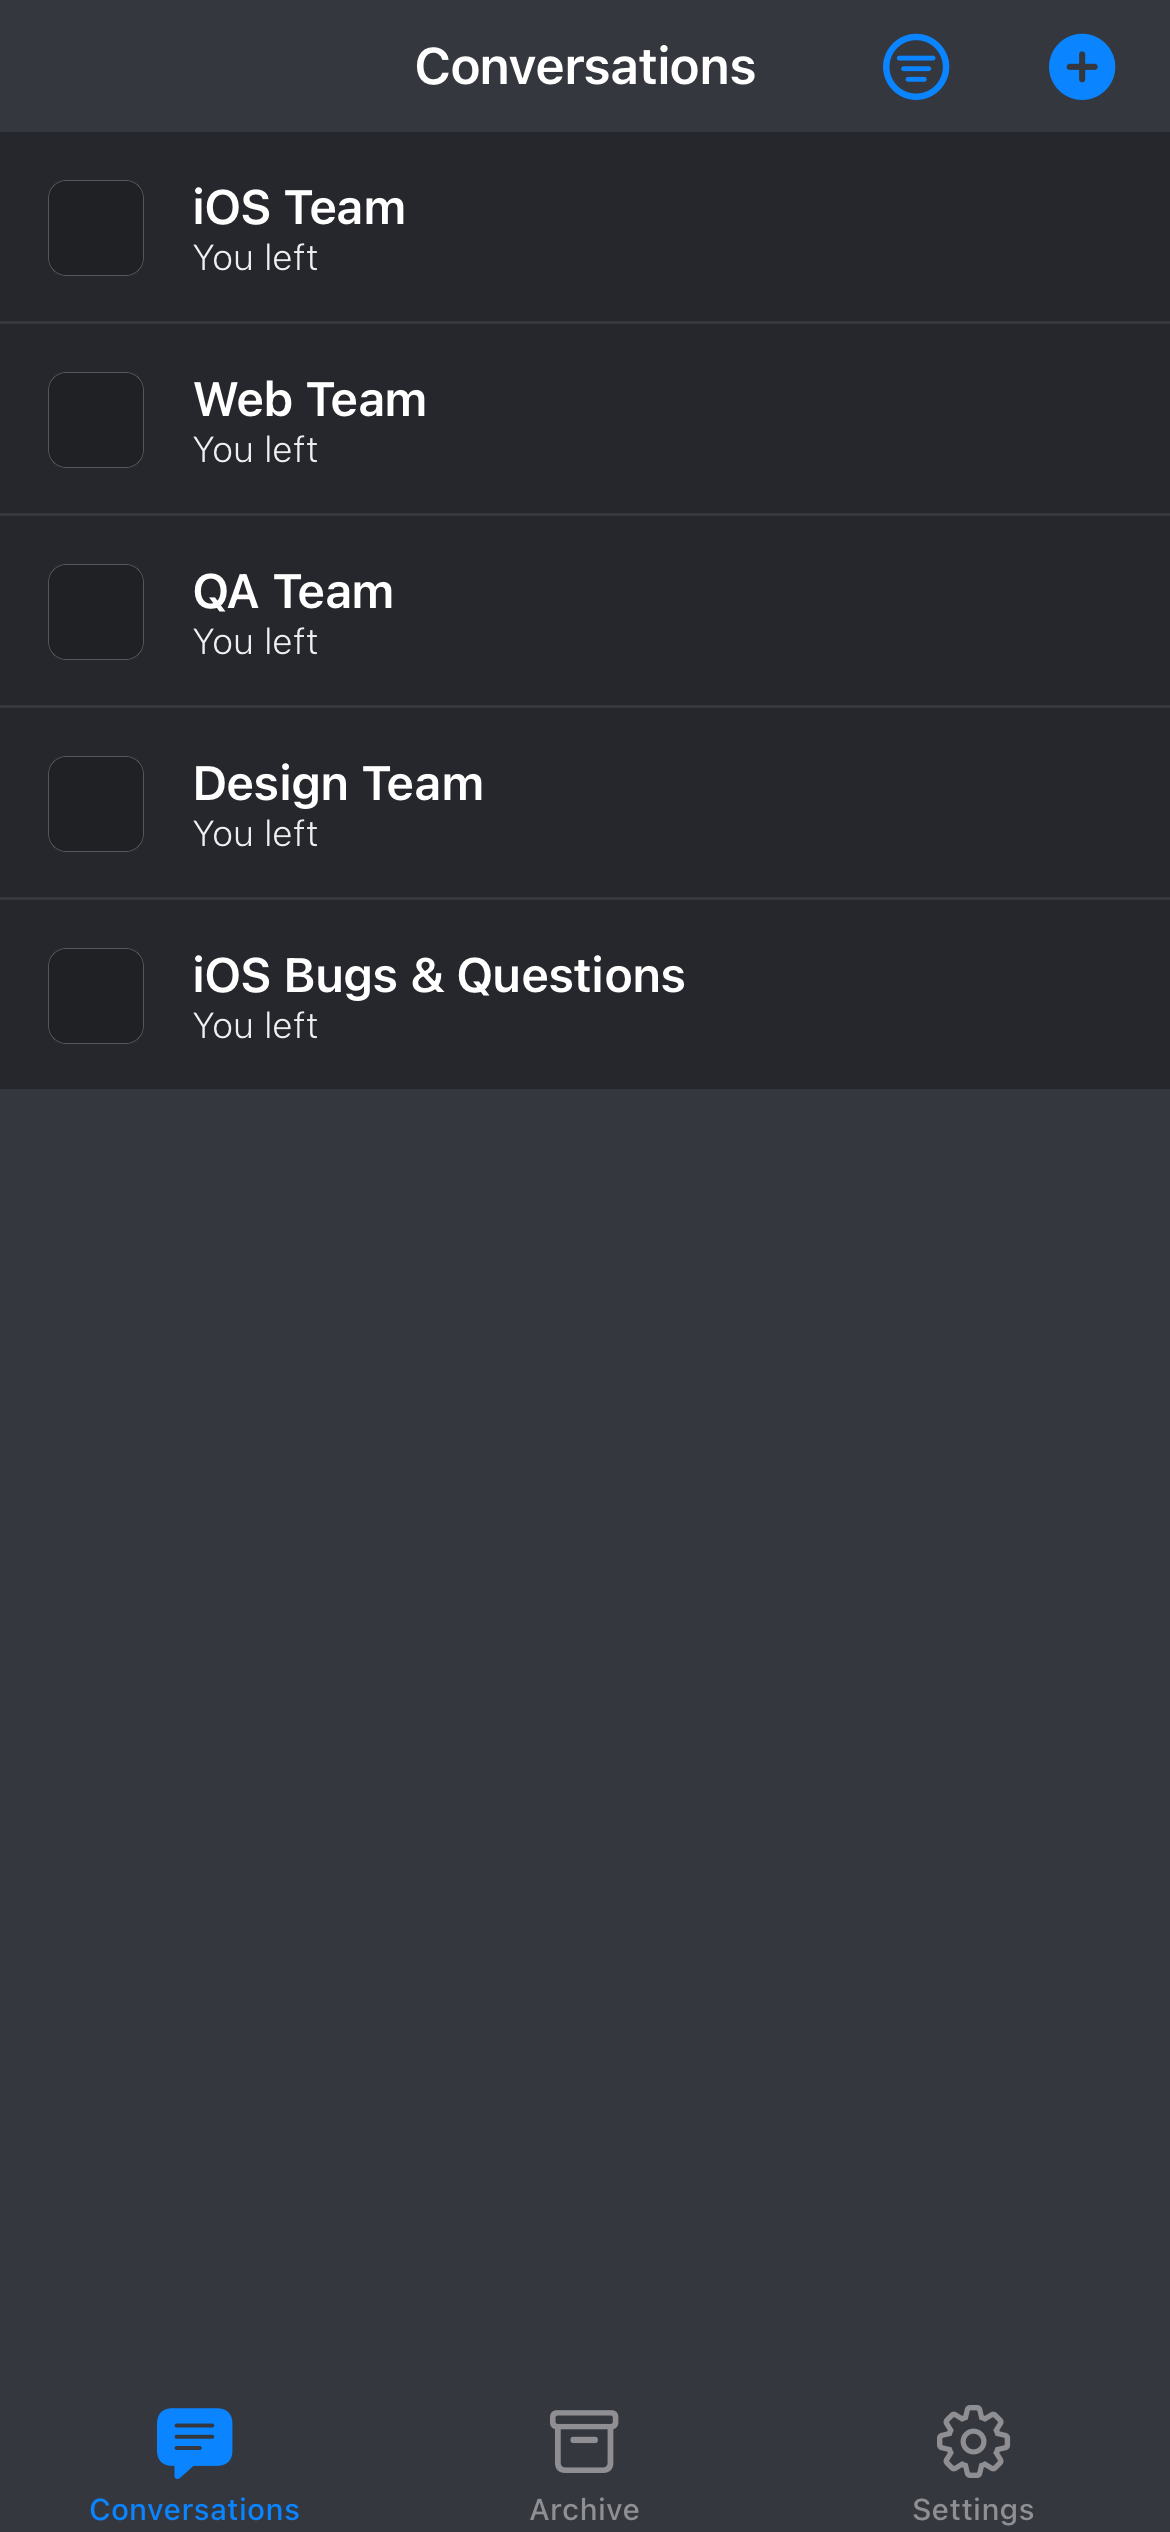 Conversations
iOS Team
You left
Web Team
You left
QA Team
You left
Design Team
You left
iOS Bugs & Questions
You left
Conversations
Archive
Settings